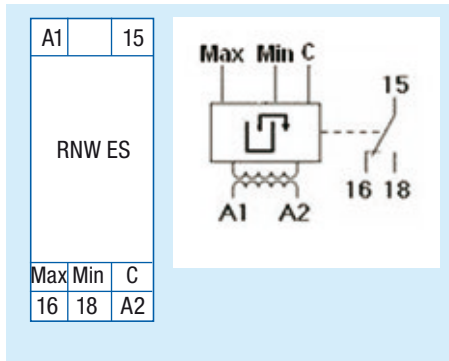 A1 15
RNW ES
Max Min C
16 18 A2
Max Min C
15
16 18
A1 A2